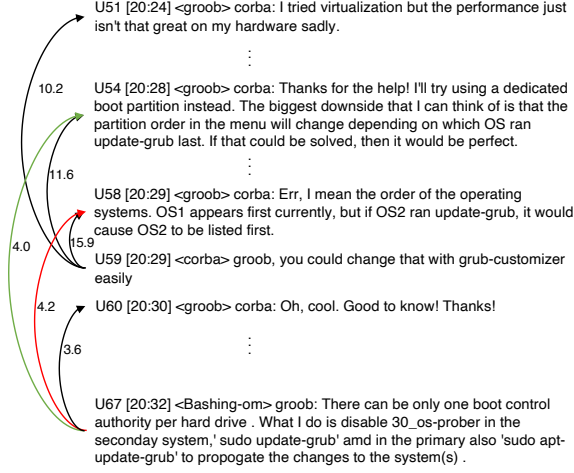 U51 [20:24] <groob> corba: I tried virtualization but the performance just
isn't that great on my hardware sadly.
10.2
U54 [20:28] <groob> corba: Thanks for the help! I'll try using a dedicated
boot partition instead. The biggest downside that I can think of is that the
partition order in the menu will change depending on which OS ran
update-grub last. If that could be solved, then it would be perfect.
11.6
U58 [20:29] <groob> corba: Err, I mean the order of the operating
systems. OS1 appears first currently, but if OS2 ran update-grub, it would
cause OS2 to be listed first.
4.0
15.9
U59 [20:29] <corba> groob, you could change that with grub-customizer
easily
4.2
U60 [20:30] <groob> corba: Oh, cool. Good to know! Thanks!
3.6
U67 [20:32] <Bashing-om> groob: There can be only one boot control
authority per hard drive . What I do is disable 30_os-prober in the
seconday system,' sudo update-grub' amd in the primary also 'sudo apt-
update-grub' to propogate the changes to the system(s) .